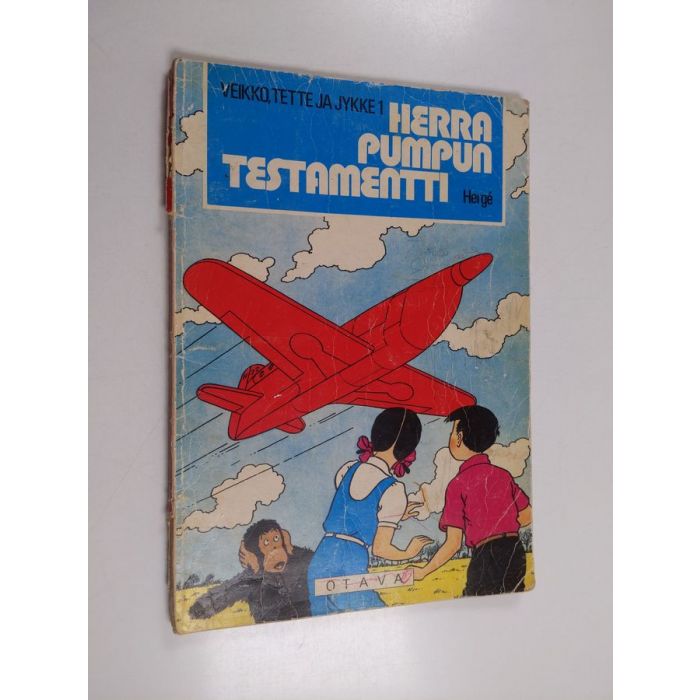 VEIKKO, TETTE JA JYKKE 1
HERRA
PUMPUN
TESTAMENTTI
Hergé
OTAVA